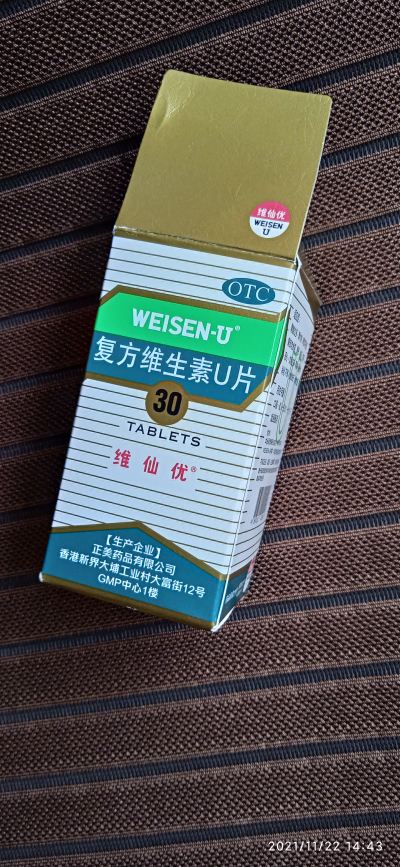 维仙优
WEISEN
U
OTC
WEISEN-U®
复方维生素U片
30
TABLETS
维仙优®
【生产企业】
正美药品有限公司
香港新界大埔工业村大富街12号
GMP中心1楼
2021/11/22 14:43